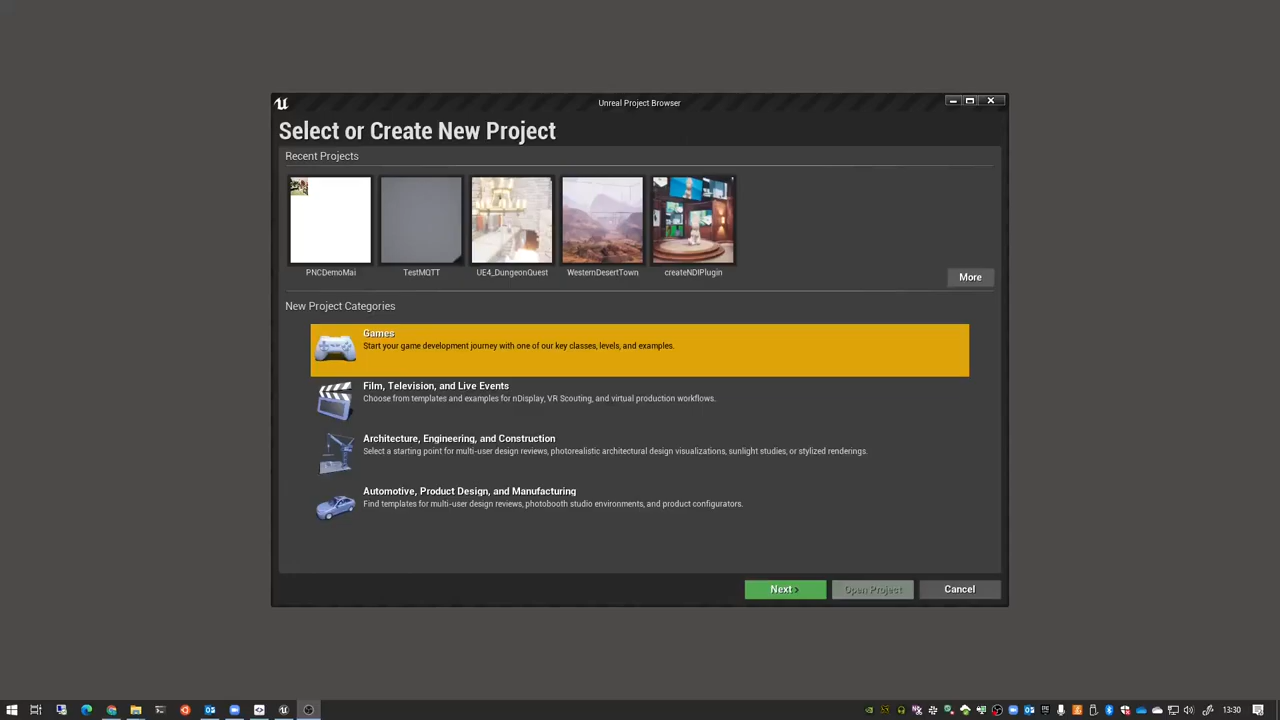 Unreal Project Browser
Select or Create New Project
Recent Projects
PNCDemoMai
TestMQTT
UE4_DungeonQuest
WesternDesertTown
createNDIPlugin
More
New Project Categories
Games
Start your game development journey with one of our key classes, levels, and examples.
Film, Television, and Live Events
Choose from templates and examples for nDisplay, VR Scouting, and virtual production workflows.
Architecture, Engineering, and Construction
Select a starting point for multi-user design reviews, photorealistic architectural design visualizations, sunlight studies, or stylized renderings.
Automotive, Product Design, and Manufacturing
Find templates for multi-user design reviews, photobooth studio environments, and product configurators.
Next >
Open Project
Cancel
13:30